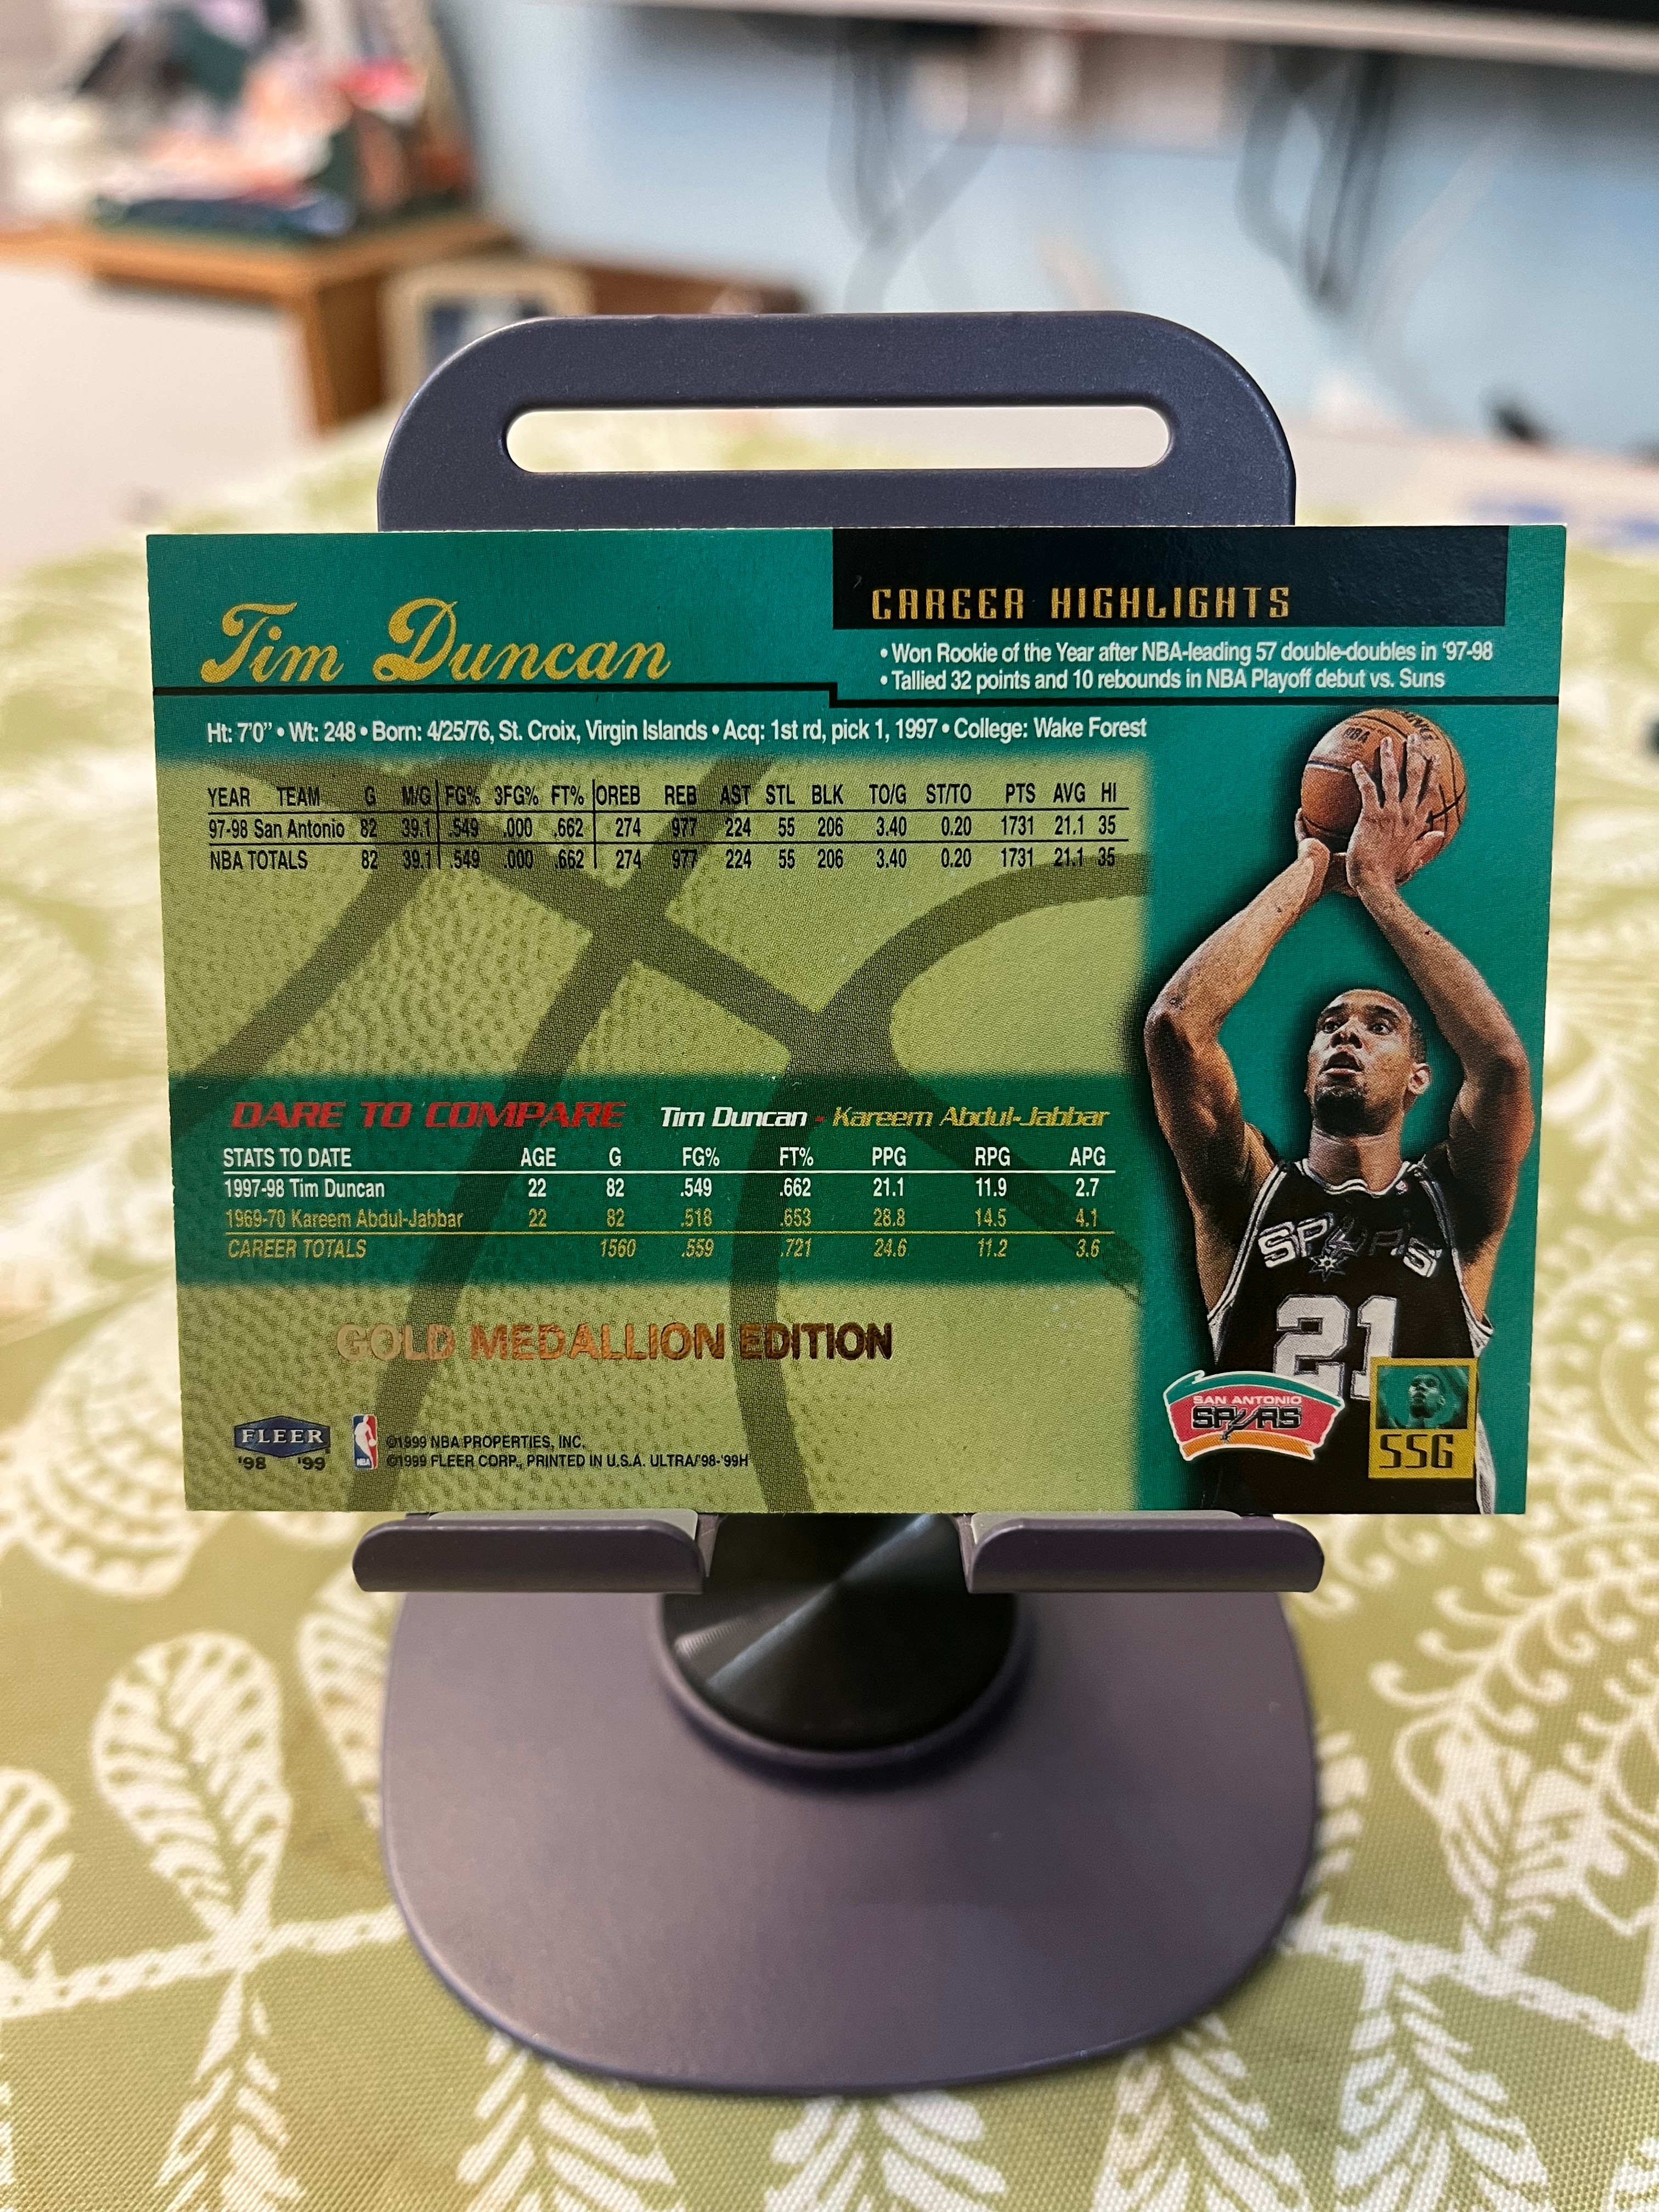 Tim Duncan
CAREER HIGHLIGHTS
• Won Rookie of the Year after NBA-leading 57 double-doubles in '97-98
• Tallied 32 points and 10 rebounds in NBA Playoff debut vs. Suns
Ht: 7'0" • Wt: 248 • Born: 4/25/76, St. Croix, Virgin Islands • Acq: 1st rd, pick 1, 1997 • College: Wake Forest
YEAR TEAM G M/G FG% 3FG% FT% OREB REB AST STL BLK TO/G ST/TO PTS AVG HI
97-98 San Antonio 82 39.1 .549 .000 .662 274 977 224 55 206 3.40 0.20 1731 21.1 35
NBA TOTALS 82 39.1 .549 .000 .662 274 977 224 55 206 3.40 0.20 1731 21.1 35
DARE TO COMPARE Tim Duncan - Kareem Abdul-Jabbar
STATS TO DATE AGE G FG% FT% PPG RPG APG
1997-98 Tim Duncan 22 82 .549 .662 21.1 11.9 2.7
1969-70 Kareem Abdul-Jabbar 22 82 .518 .653 28.8 14.5 4.1
CAREER TOTALS 1560 .559 .721 24.6 11.2 3.6
GOLD MEDALLION EDITION
FLEER
'98 '99
NBA
©1999 NBA PROPERTIES, INC.
©1999 FLEER CORP., PRINTED IN U.S.A. ULTRA/'98-'99H
SPURS
21
SAN ANTONIO
SPURS
55G